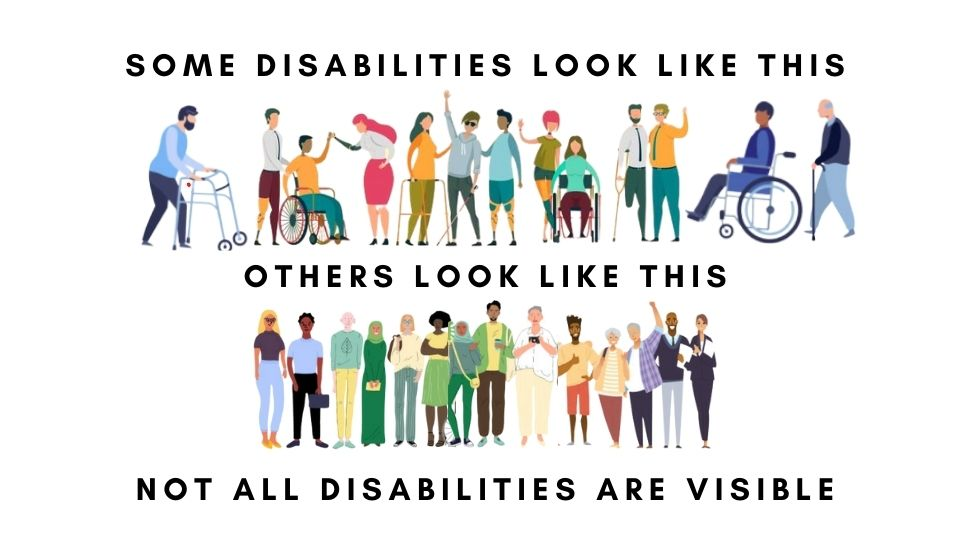 SOME DISABILITIES LOOK LIKE THIS
OTHERS LOOK LIKE THIS
NOT ALL DISABILITIES ARE VISIBLE